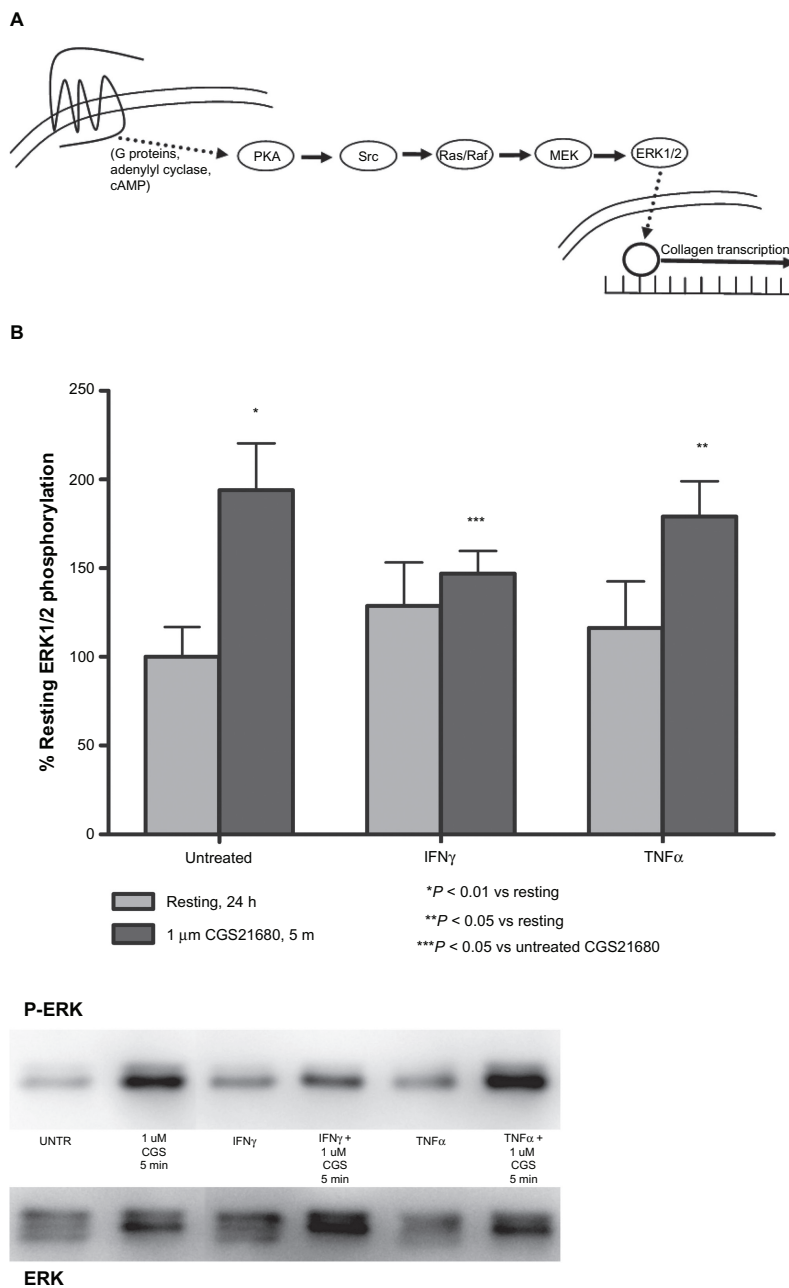 A
(G proteins,
adenylyl cyclase,
cAMP)
PKA
Src
Ras/Raf
MEK
ERK1/2
Collagen transcription
B
% Resting ERK1/2 phosphorylation
250
200
150
100
50
0
*
***
**
Untreated
IFNγ
TNFα
Resting, 24 h
1 μm CGS21680, 5 m
*P < 0.01 vs resting
**P < 0.05 vs resting
***P < 0.05 vs untreated CGS21680
P-ERK
UNTR
1 uM
CGS
5 min
IFNγ
IFNγ +
1 uM
CGS
5 min
TNFα
TNFα +
1 uM
CGS
5 min
ERK